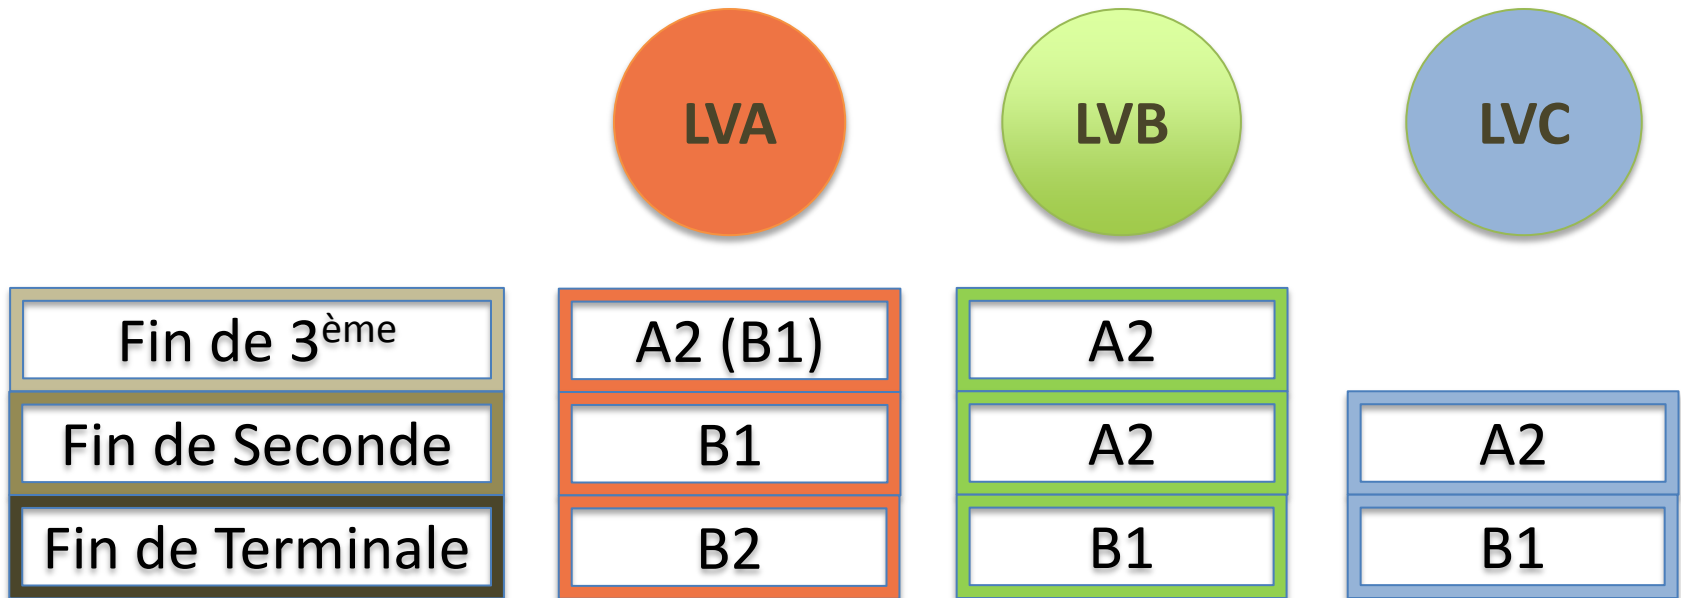 LVA LVB LVC
Fin de 3ème A2 (B1) A2
Fin de Seconde B1 A2 A2
Fin de Terminale B2 B1 B1